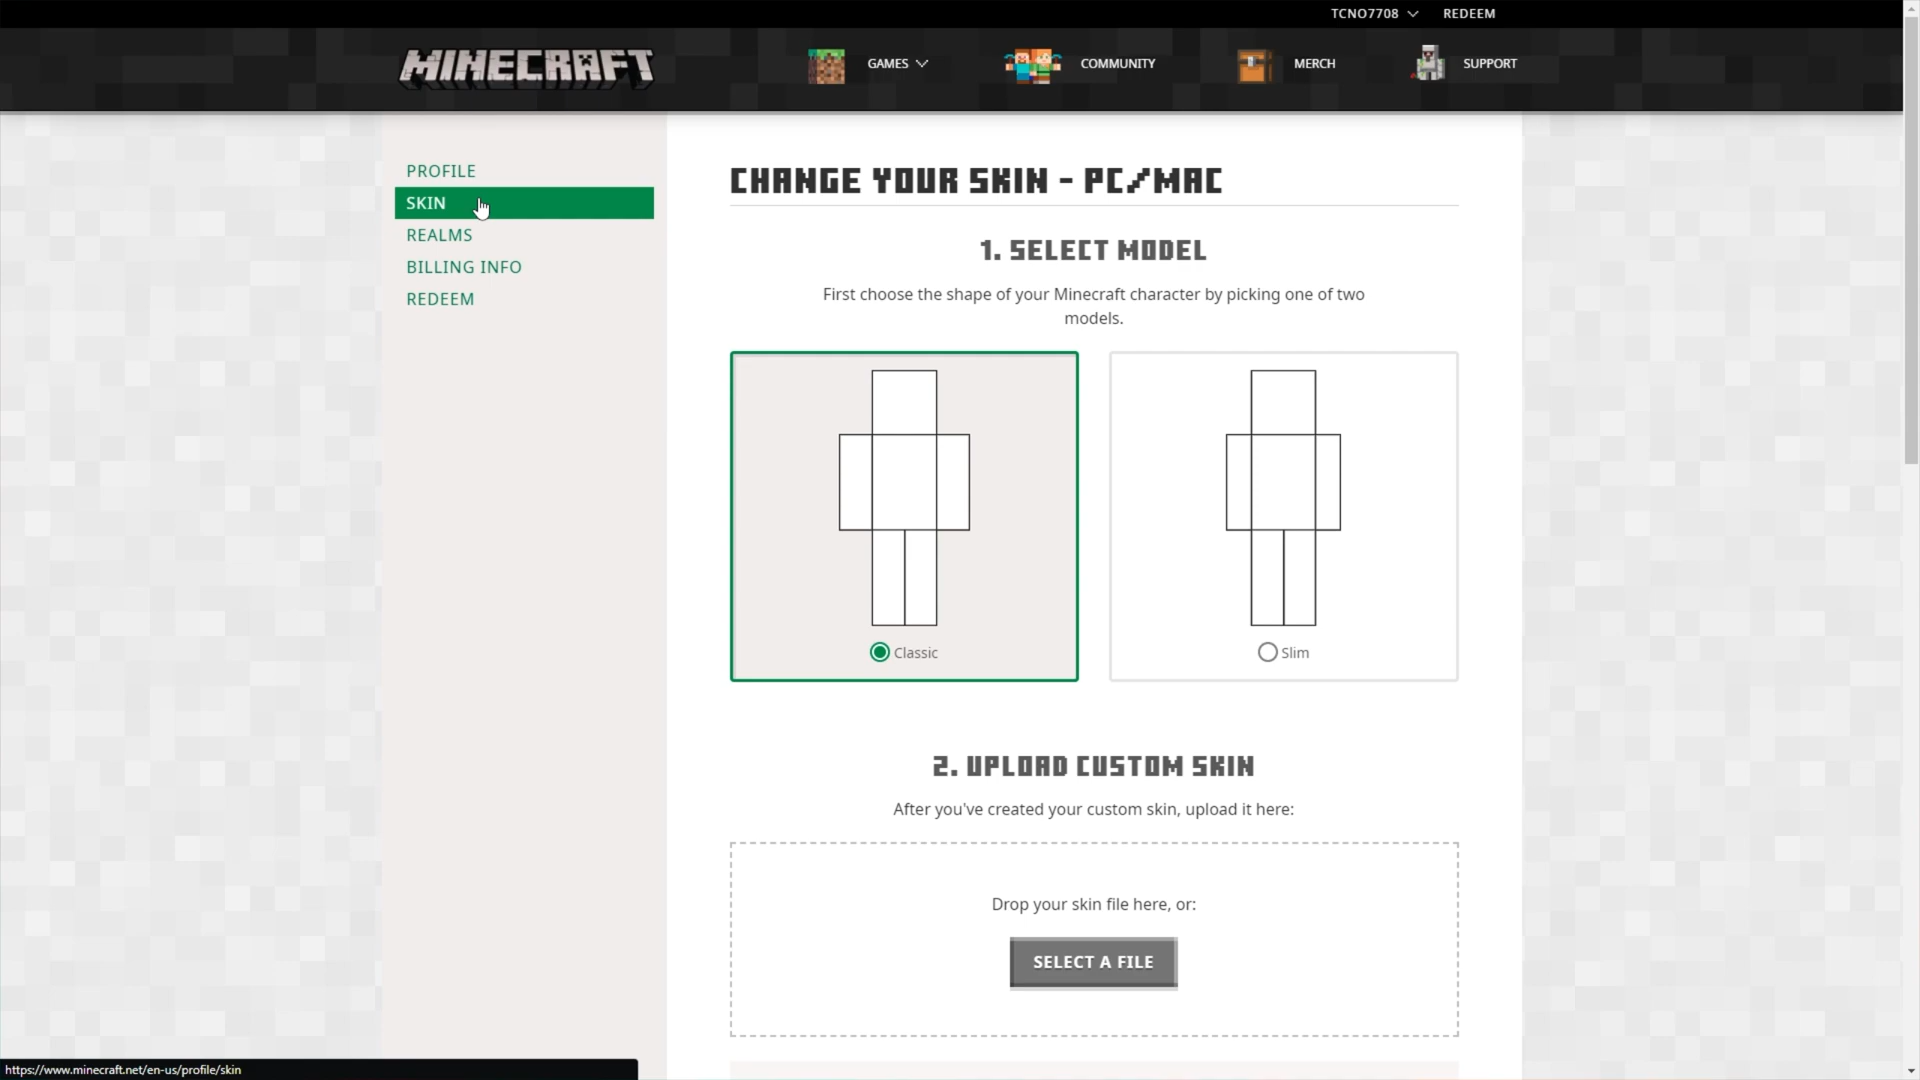 TCNO7708 REDEEM
MINECRAFT GAMES COMMUNITY MERCH SUPPORT
PROFILE
SKIN
REALMS
BILLING INFO
REDEEM
CHANGE YOUR SKIN - PC/MAC
1. SELECT MODEL
First choose the shape of your Minecraft character by picking one of two
models.
Classic
Slim
2. UPLOAD CUSTOM SKIN
After you've created your custom skin, upload it here:
Drop your skin file here, or:
SELECT A FILE
https://www.minecraft.net/en-us/profile/skin